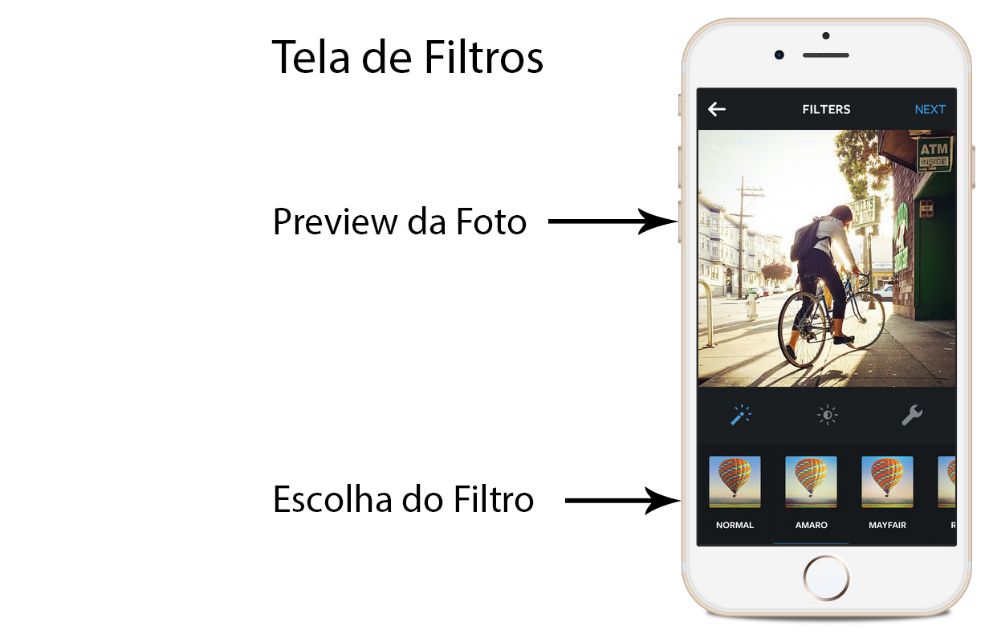 Tela de Filtros
FILTERS
NEXT
ATM
INSIDE
Preview da Foto
Escolha do Filtro
NORMAL
AMARO
MAYFAIR
R